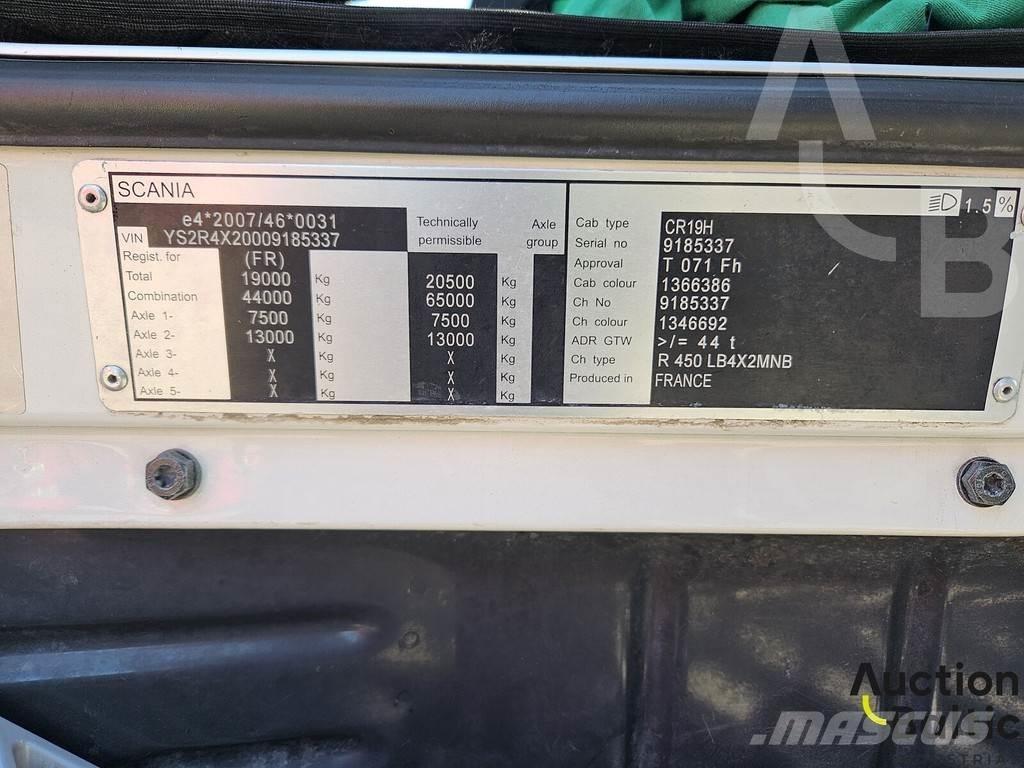 SCANIA
e4*2007/46*0031
VIN YS2R4X20009185337
Technically permissible
Axle group
Regist. for (FR)
Total 19000 Kg 20500 Kg
Combination 44000 Kg 65000 Kg
Axle 1- 7500 Kg 7500 Kg
Axle 2- 13000 Kg 13000 Kg
Axle 3- X Kg X Kg
Axle 4- X Kg X Kg
Axle 5- X Kg X Kg
1.5%
Cab type CR19H
Serial no 9185337
Approval T 071 Fh
Cab colour 1366386
Ch No 9185337
Ch colour 1346692
ADR GTW >/= 44 t
Ch type R 450 LB4X2MNB
Produced in FRANCE
A
C
B
Auction
MASCUS